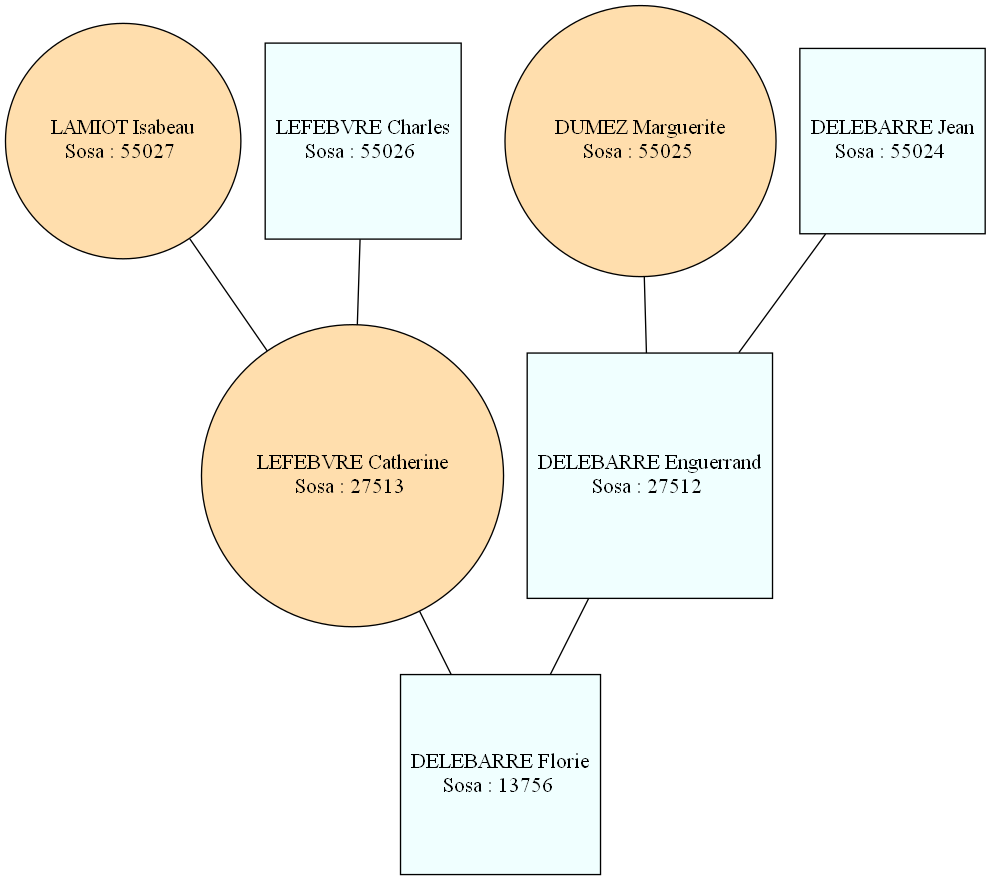 LAMIOT Isabeau
Sosa : 55027
LEFEBVRE Charles
Sosa : 55026
DUMEZ Marguerite
Sosa : 55025
DELEBARRE Jean
Sosa : 55024
LEFEBVRE Catherine
Sosa : 27513
DELEBARRE Enguerrand
Sosa : 27512
DELEBARRE Florie
Sosa : 13756